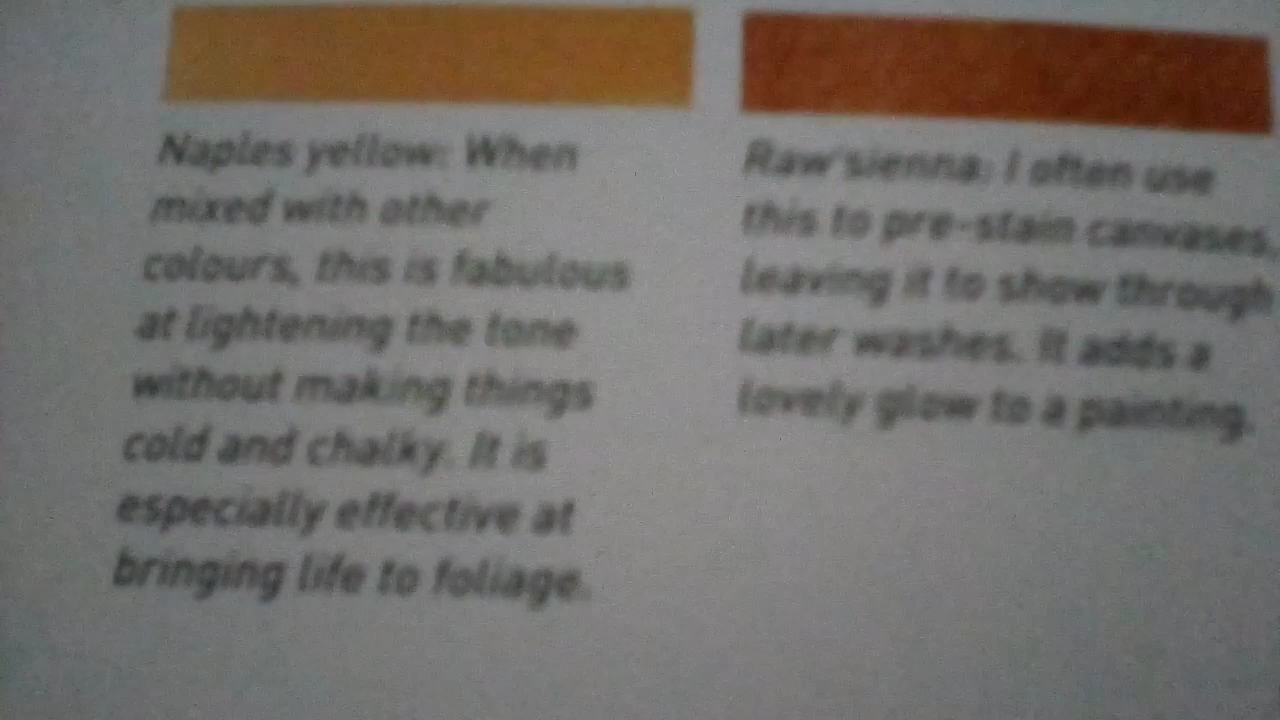 Naples yellow: When
mixed with other
colours, this is fabulous
at lightening the tone
without making things
cold and chalky. It is
especially effective at
bringing life to foliage.
Raw sienna: I often use
this to pre-stain canvases,
leaving it to show through
later washes. It adds a
lovely glow to a painting.